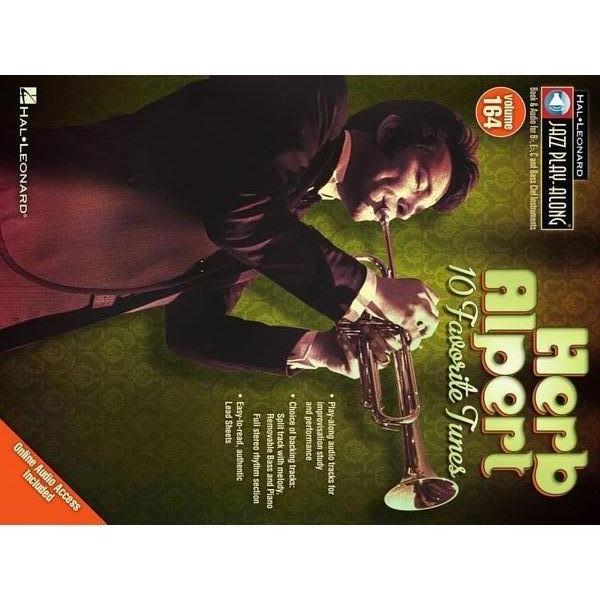 HAL•LEONARD
JAZZ PLAY-ALONG®
Book & Audio for B♭, E♭, C and Bass Clef Instruments
volume
164
Herb
Alpert
10 Favorite Tunes
• Play-along audio tracks for
improvisation study
and performance
• Choice of backing tracks:
Split track with melody,
Removable Bass and Piano
Full stereo rhythm section
• Easy-to-read, authentic
Lead Sheets
Online Audio Access
Included
HAL•LEONARD®